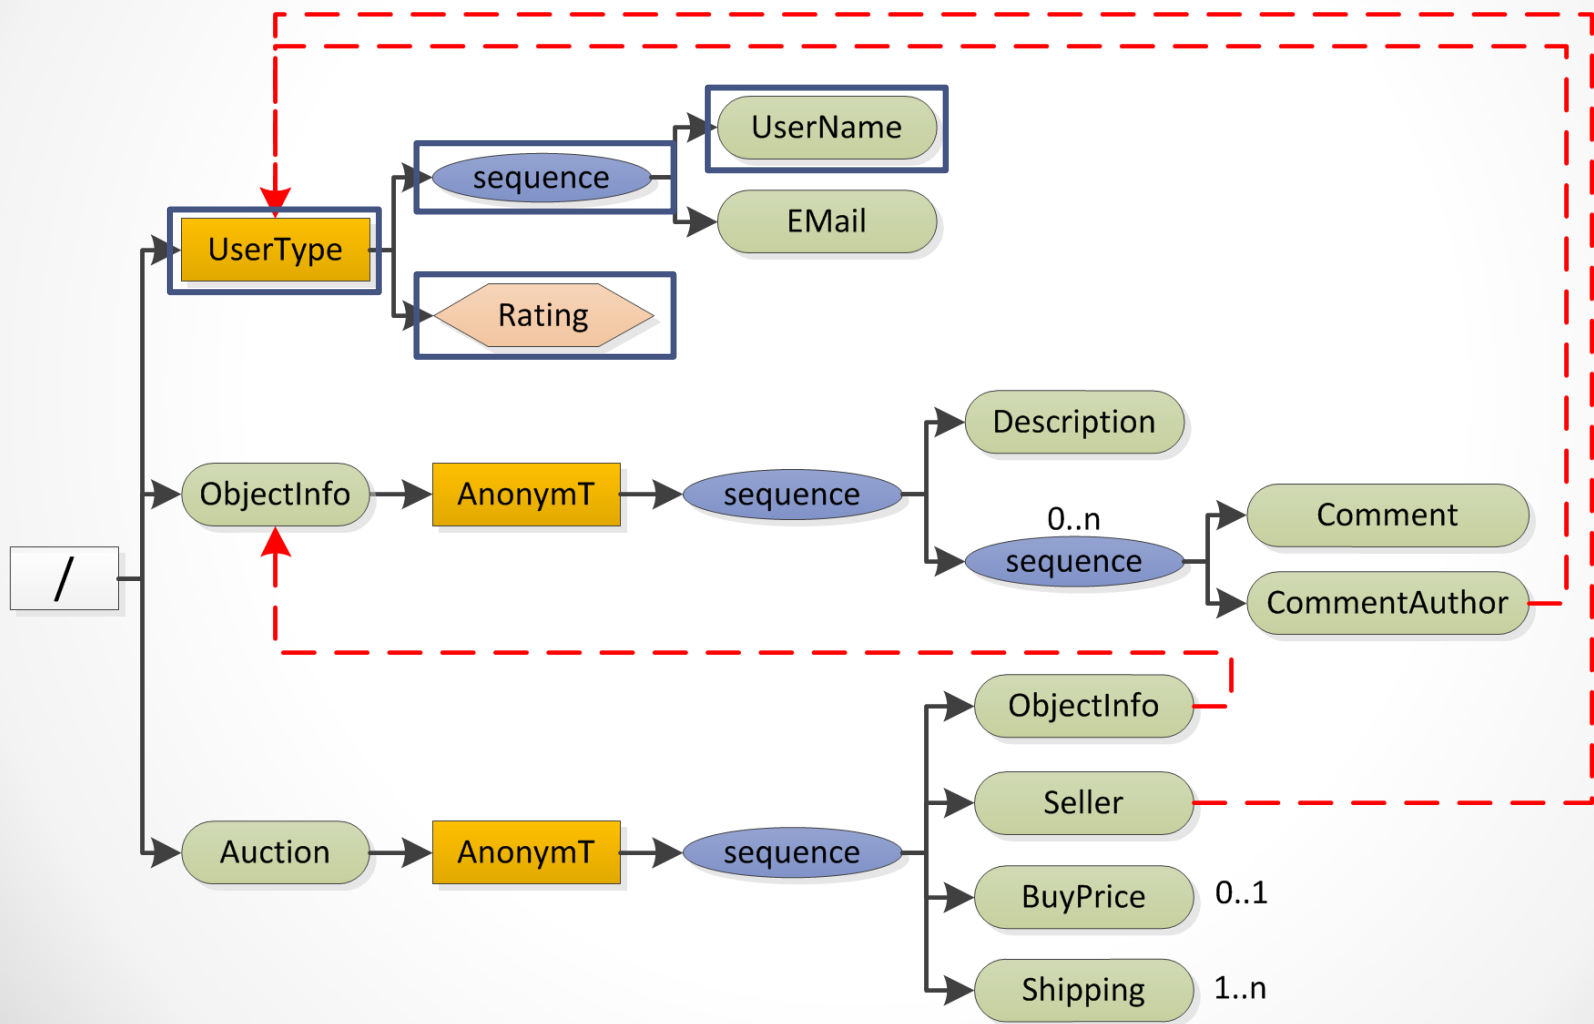 UserName
sequence
EMail
UserType
Rating
Description
ObjectInfo
AnonymT
sequence
0..n
Comment
sequence
/
CommentAuthor
ObjectInfo
Seller
Auction
AnonymT
sequence
BuyPrice
0..1
Shipping
1..n